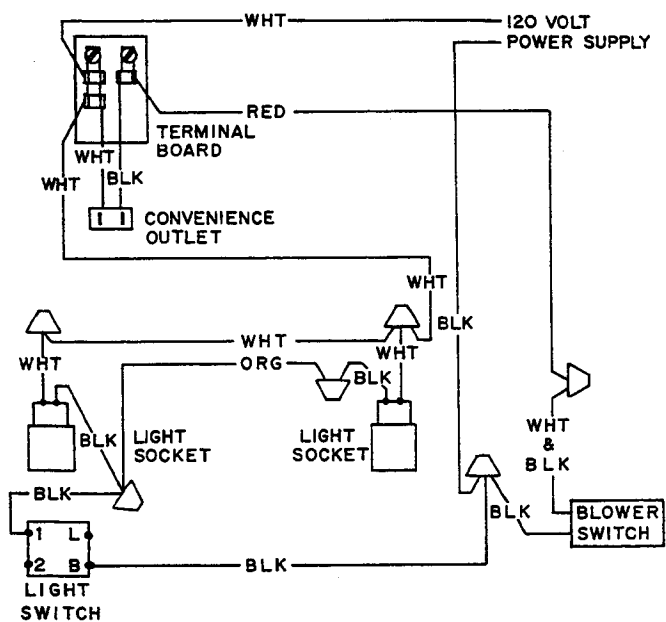 WHT
120 VOLT
POWER SUPPLY
RED
TERMINAL
BOARD
WHT
BLK
WHT
CONVENIENCE
OUTLET
WHT
BLK
WHT
ORG
WHT
WHT
BLK
BLK
LIGHT
SOCKET
LIGHT
SOCKET
WHT
&
BLK
BLK
BLK
BLOWER
SWITCH
1 L
2 B
BLK
LIGHT
SWITCH